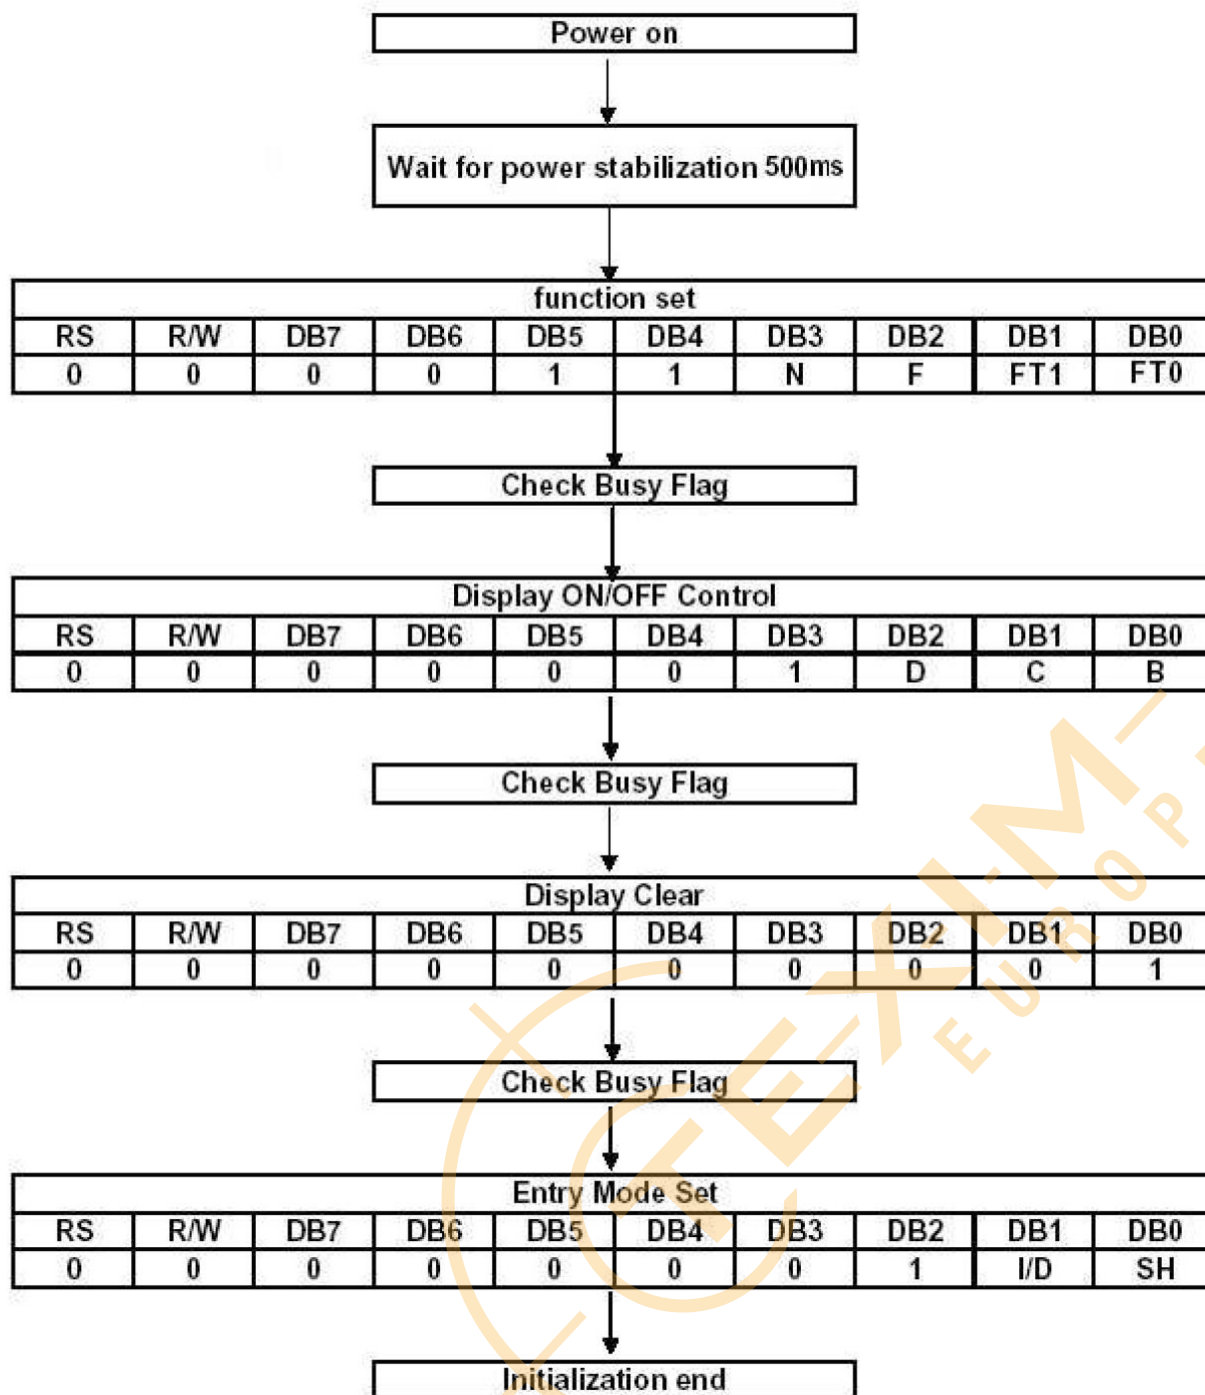 Power on
Wait for power stabilization 500ms
function set
RS R/W DB7 DB6 DB5 DB4 DB3 DB2 DB1 DB0
0 0 0 0 1 1 N F FT1 FT0
Check Busy Flag
Display ON/OFF Control
RS R/W DB7 DB6 DB5 DB4 DB3 DB2 DB1 DB0
0 0 0 0 0 0 1 D C B
Check Busy Flag
Display Clear
RS R/W DB7 DB6 DB5 DB4 DB3 DB2 DB1 DB0
0 0 0 0 0 0 0 0 0 1
Check Busy Flag
Entry Mode Set
RS R/W DB7 DB6 DB5 DB4 DB3 DB2 DB1 DB0
0 0 0 0 0 0 0 1 I/D SH
Initialization end
TEXIM
EUROP